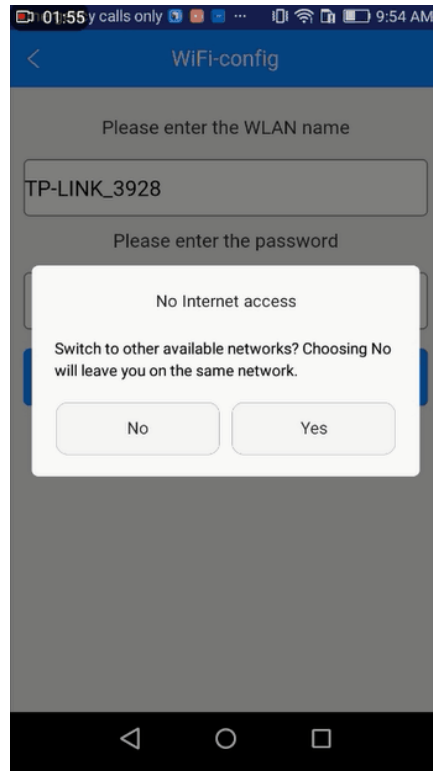 01:55 y calls only 9:54 AM
WiFi-config
Please enter the WLAN name
TP-LINK_3928
Please enter the password
No Internet access
Switch to other available networks? Choosing No
will leave you on the same network.
No Yes